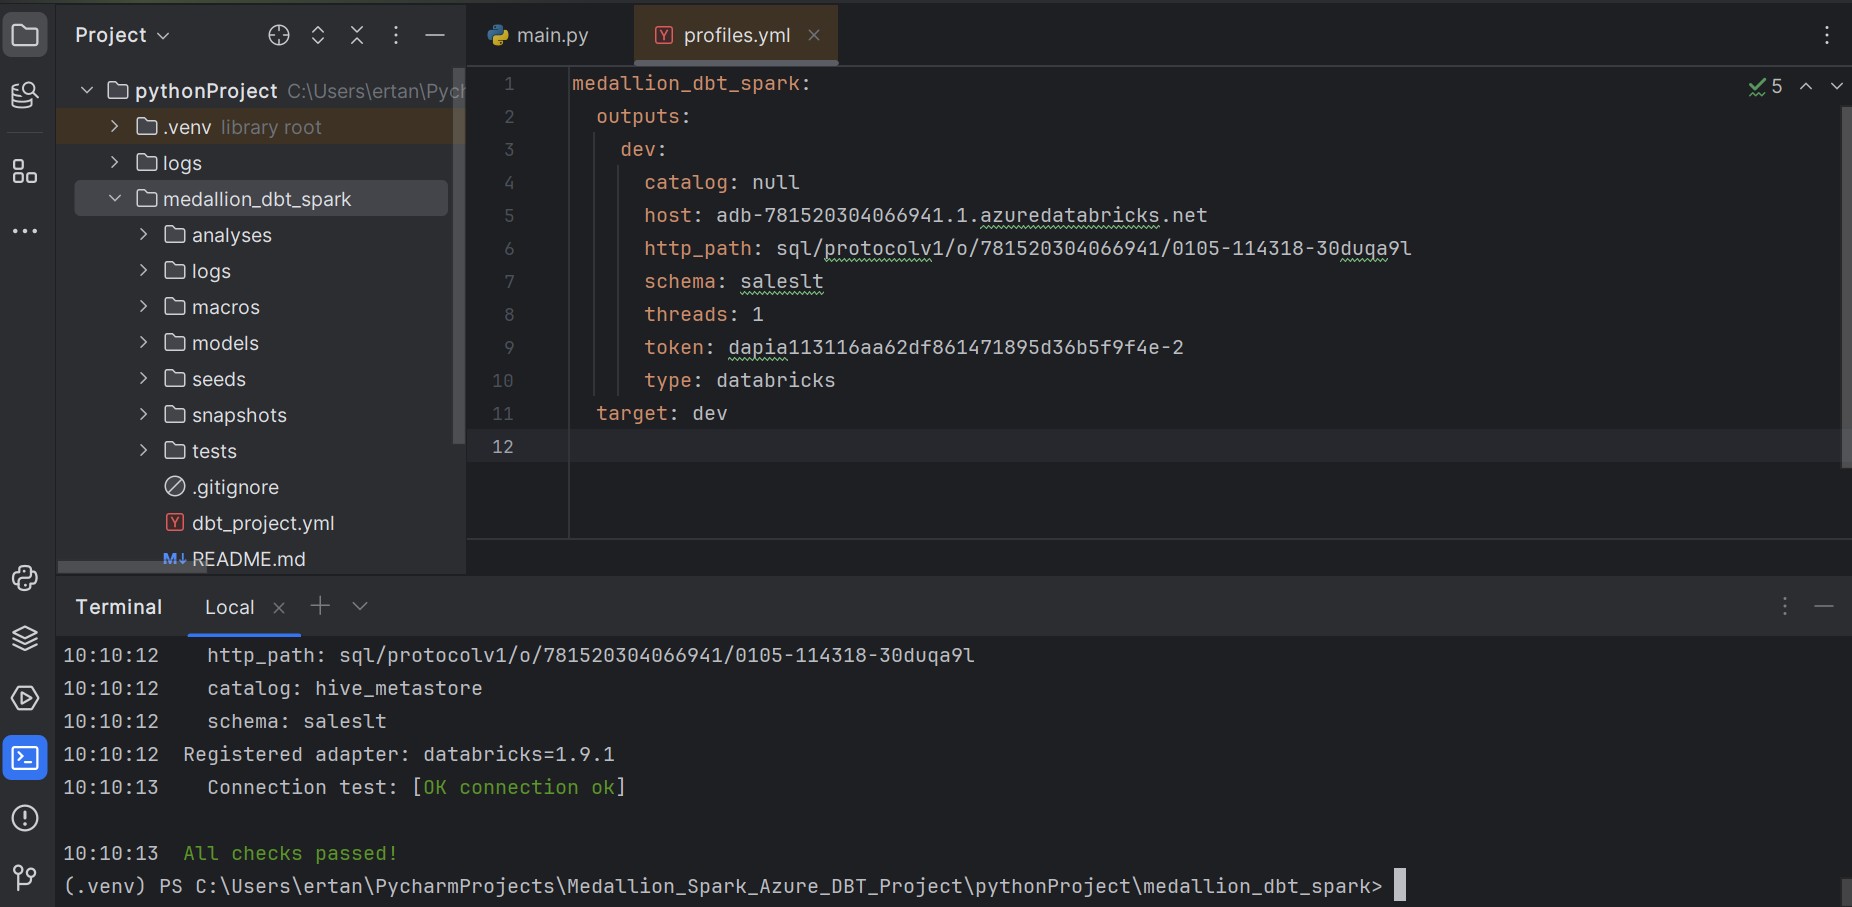 Project
main.py
profiles.yml
pythonProject C:\Users\ertan\Pych
.venv library root
logs
medallion_dbt_spark
analyses
logs
macros
models
seeds
snapshots
tests
.gitignore
dbt_project.yml
README.md
1 medallion_dbt_spark:
2 outputs:
3 dev:
4 catalog: null
5 host: adb-781520304066941.1.azuredatabricks.net
6 http_path: sql/protocolv1/o/781520304066941/0105-114318-30duqa9l
7 schema: saleslt
8 threads: 1
9 token: dapia113116aa62df861471895d36b5f9f4e-2
10 type: databricks
11 target: dev
12
5
Terminal Local
10:10:12 http_path: sql/protocolv1/o/781520304066941/0105-114318-30duqa9l
10:10:12 catalog: hive_metastore
10:10:12 schema: saleslt
10:10:12 Registered adapter: databricks=1.9.1
10:10:13 Connection test: [OK connection ok]
10:10:13 All checks passed!
(.venv) PS C:\Users\ertan\PycharmProjects\Medallion_Spark_Azure_DBT_Project\pythonProject\medallion_dbt_spark>